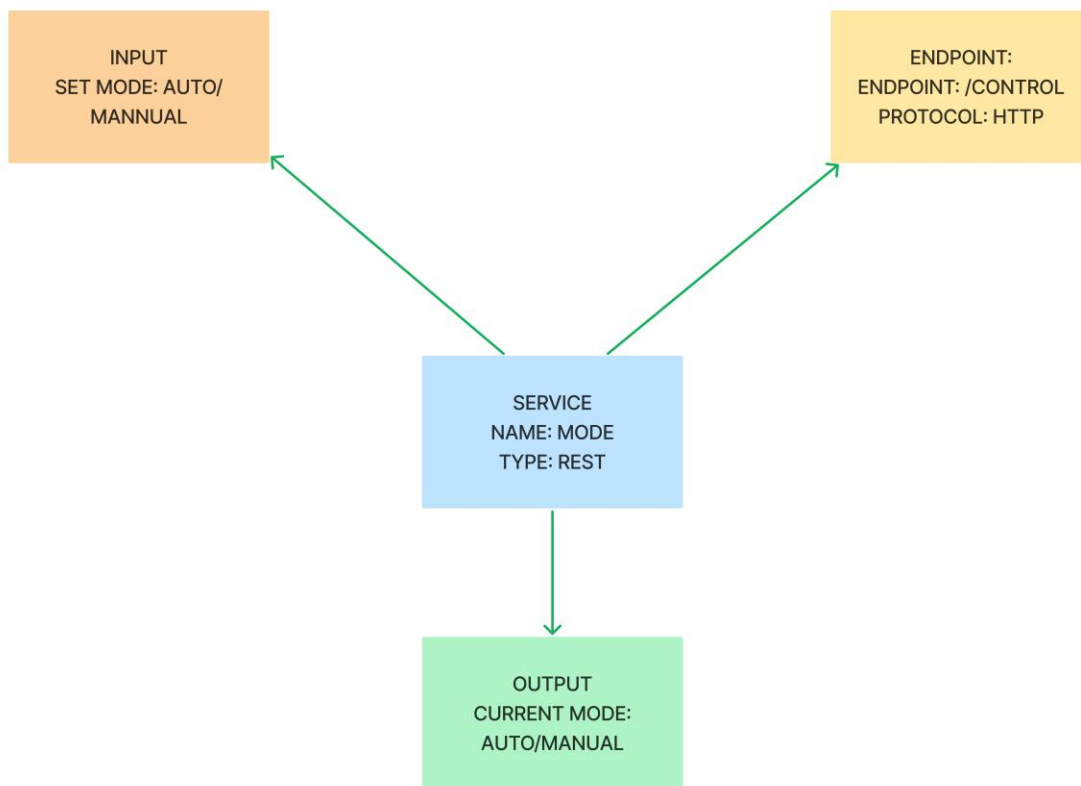 INPUT
SET MODE: AUTO/
MANNUAL
ENDPOINT:
ENDPOINT: /CONTROL
PROTOCOL: HTTP
SERVICE
NAME: MODE
TYPE: REST
OUTPUT
CURRENT MODE:
AUTO/MANUAL